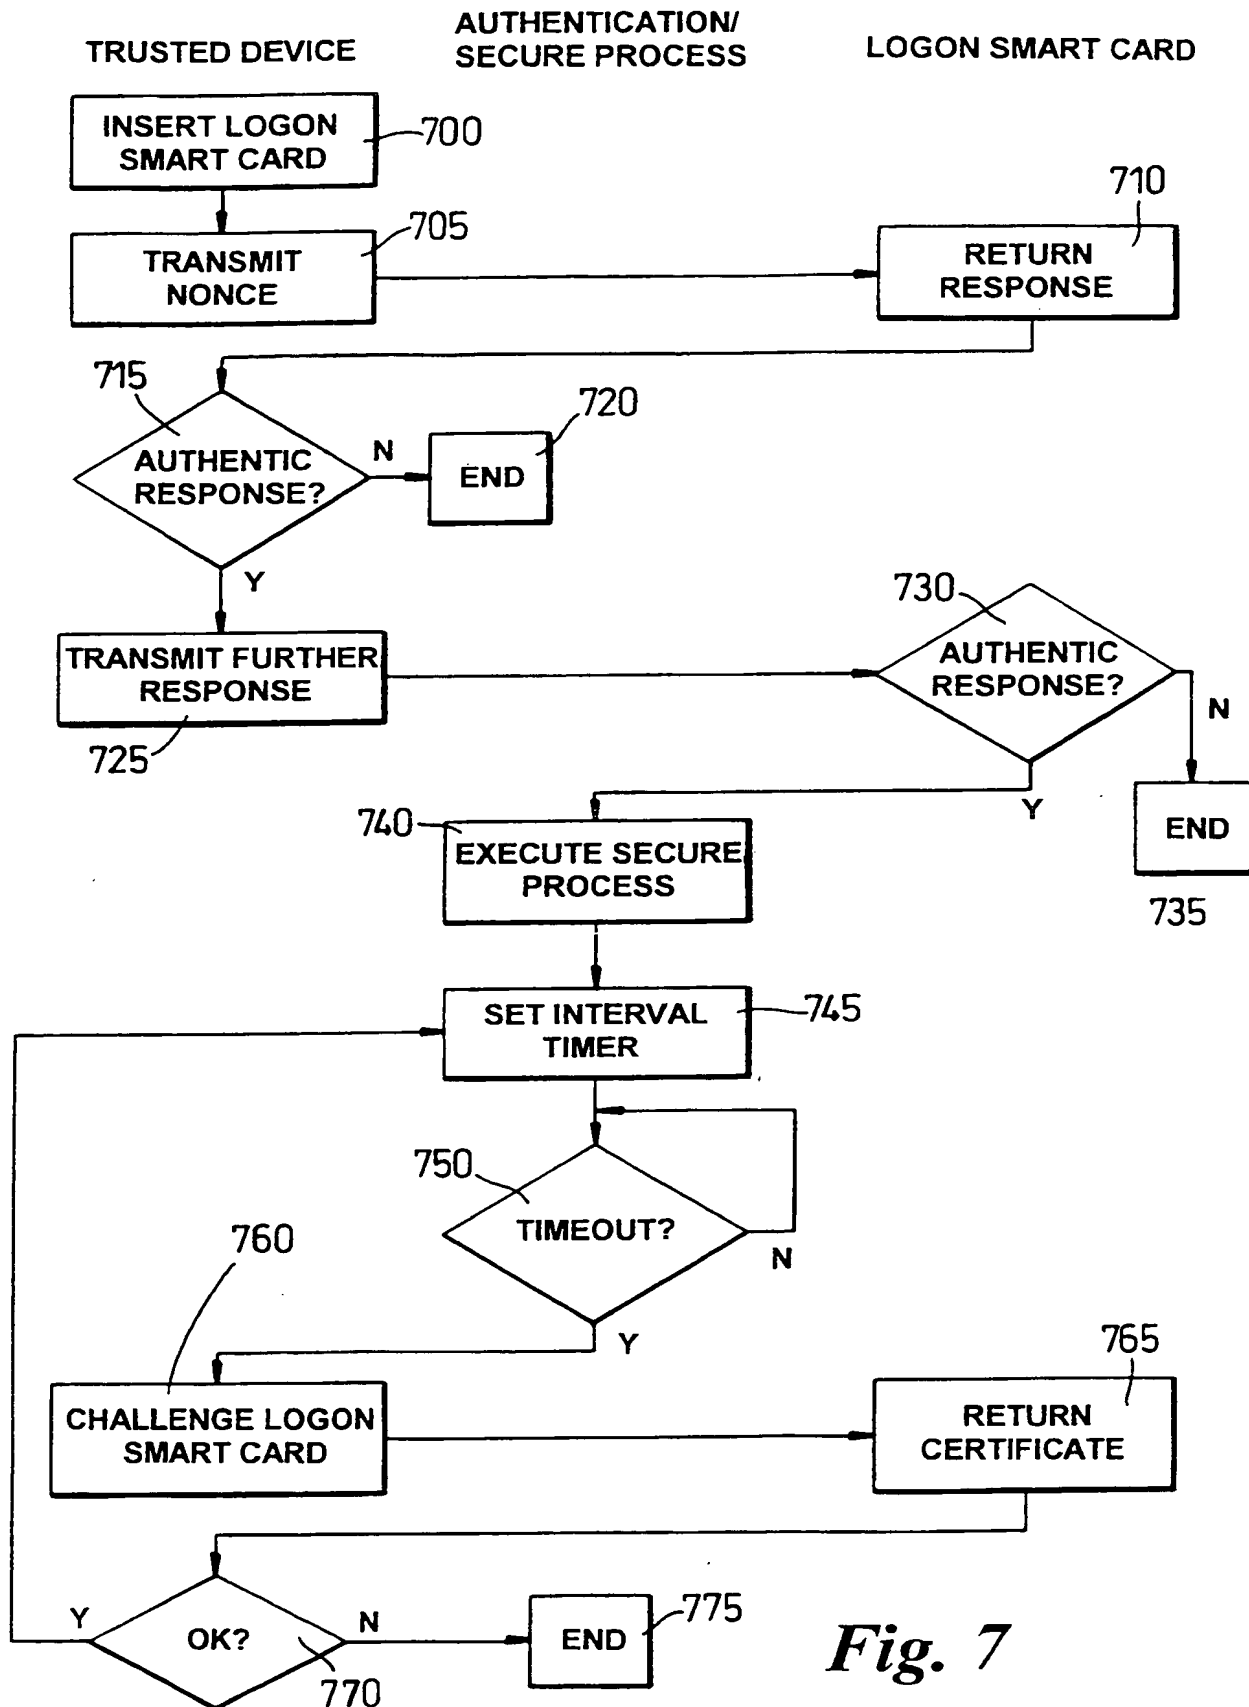 TRUSTED DEVICE
AUTHENTICATION/
SECURE PROCESS
LOGON SMART CARD
INSERT LOGON
SMART CARD
700
TRANSMIT
NONCE
705
710
RETURN
RESPONSE
715
AUTHENTIC
RESPONSE?
N
720
END
Y
TRANSMIT FURTHER
RESPONSE
725
730
AUTHENTIC
RESPONSE?
N
Y
END
735
740
EXECUTE SECURE
PROCESS
SET INTERVAL
TIMER
745
750
TIMEOUT?
N
Y
760
CHALLENGE LOGON
SMART CARD
765
RETURN
CERTIFICATE
Y
OK?
N
770
END
775
Fig. 7